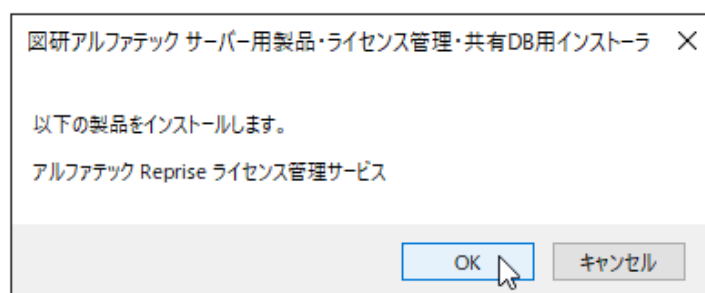 図研アルファテック サーバー用製品・ライセンス管理・共有DB用インストーラ
以下の製品をインストールします。
アルファテック Reprise ライセンス管理サービス
OK
キャンセル